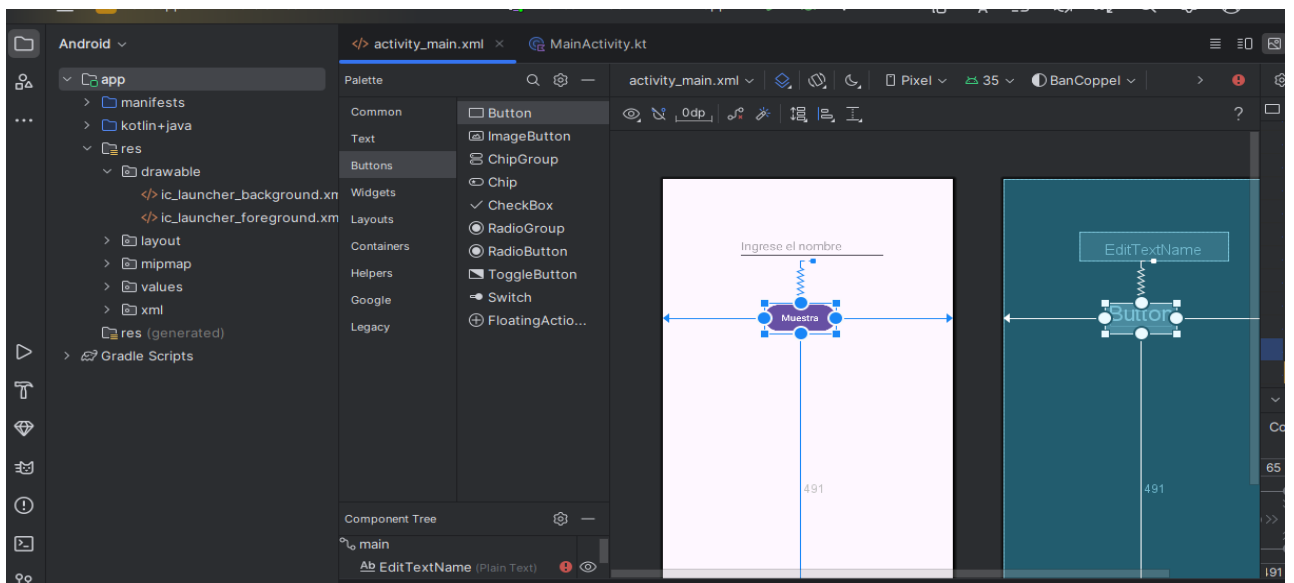 Android
activity_main.xml
MainActivity.kt
app
manifests
kotlin+java
res
drawable
ic_launcher_background.xm
ic_launcher_foreground.xm
layout
mipmap
values
xml
res (generated)
Gradle Scripts
Palette
Common
Text
Buttons
Widgets
Layouts
Containers
Helpers
Google
Legacy
Button
ImageButton
ChipGroup
Chip
CheckBox
RadioGroup
RadioButton
ToggleButton
Switch
FloatingActio...
Component Tree
main
Ab EditTextName (Plain Text)
activity_main.xml
Pixel
35
BanCoppel
0dp
?
Ingrese el nombre
Muestra
491
EditTextName
Button
491
Co
65
491